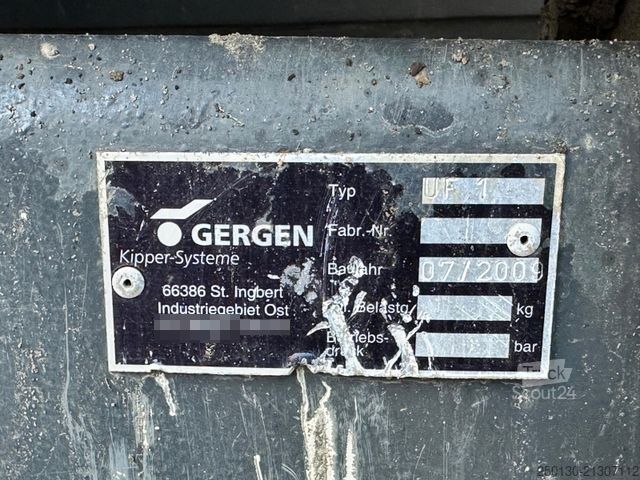 GERGEN
Kipper-Systeme
66386 St. Ingbert
Industriegebiet Ost
Typ UF 1
Fabr.-Nr.
Baujahr 07/2009
Belastg. kg
Betriebs-
druck bar
Truck
Scout24
250130-21307112